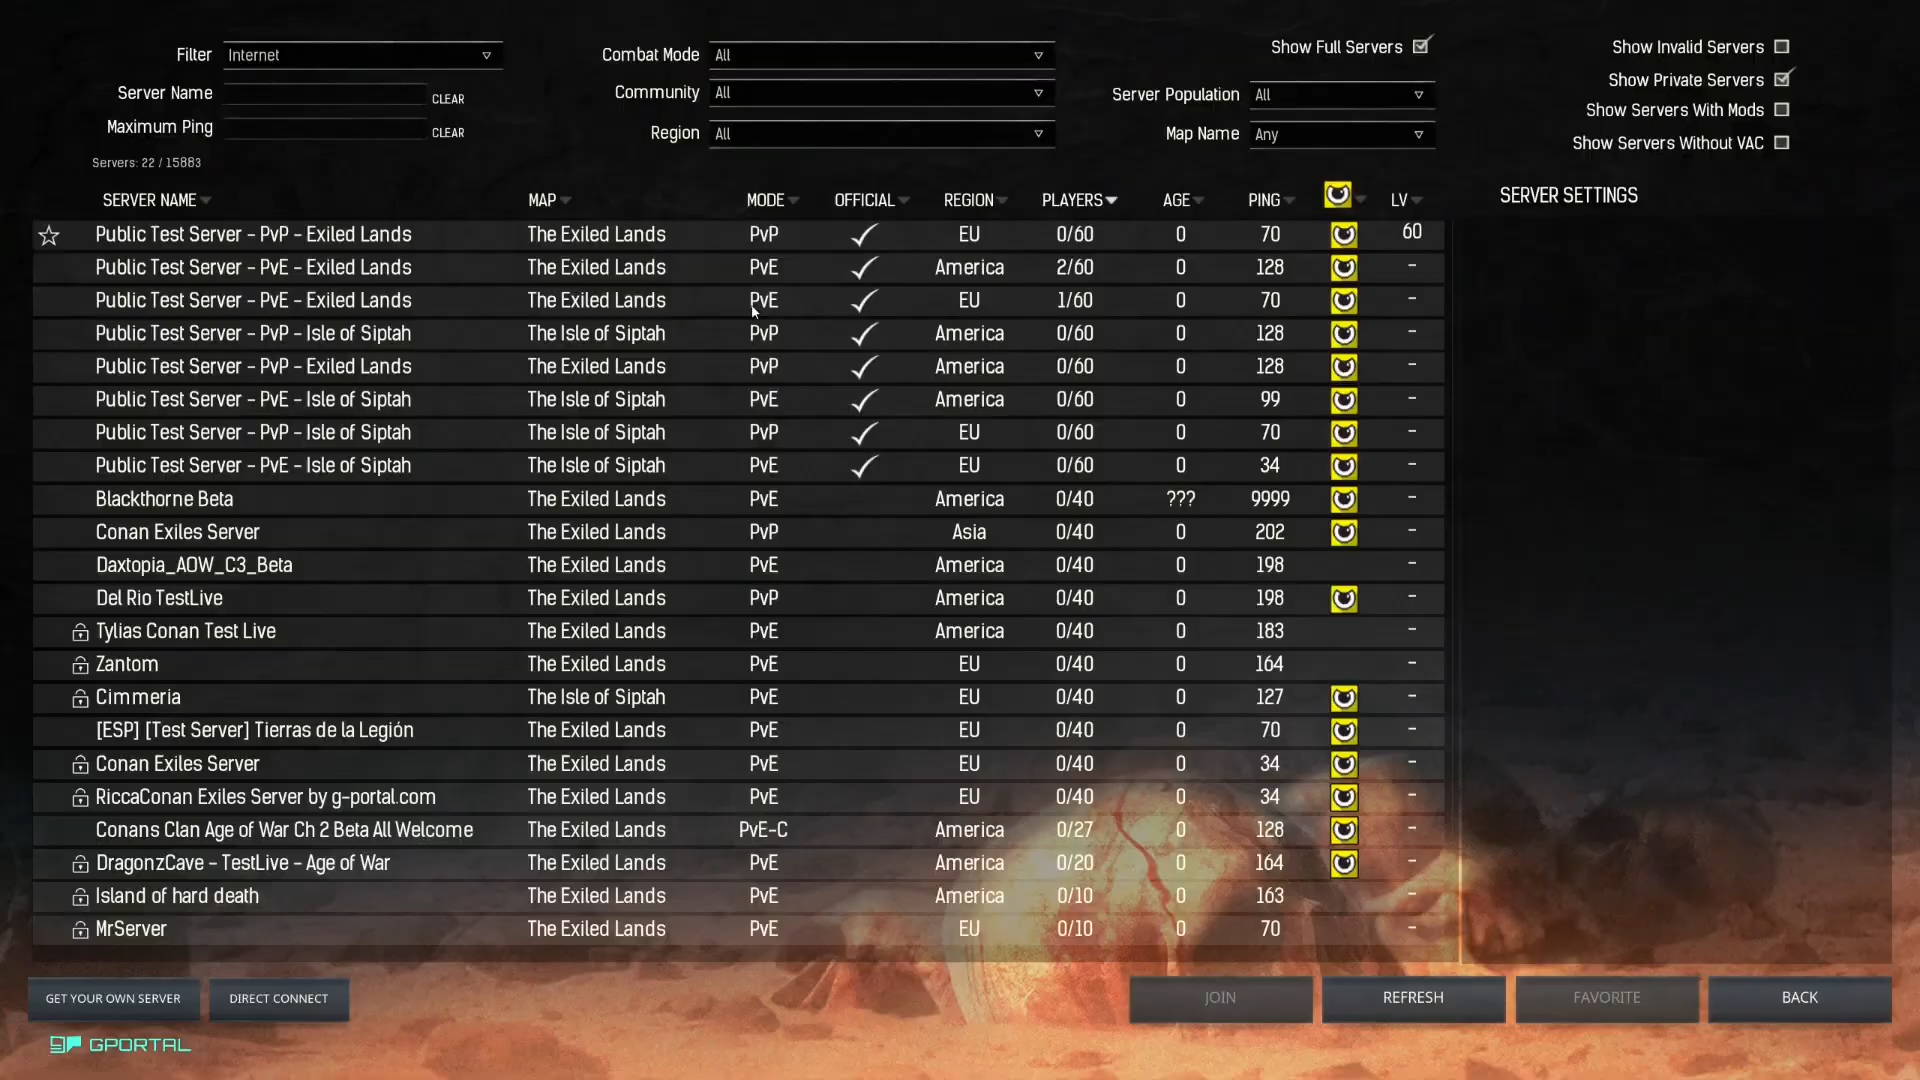 Filter Internet Combat Mode All Show Full Servers Show Invalid Servers
Server Name CLEAR Community All Server Population All Show Private Servers
Maximum Ping CLEAR Region All Map Name Any Show Servers With Mods
Show Servers Without VAC
Servers: 22 / 15883
SERVER NAME MAP MODE OFFICIAL REGION PLAYERS AGE PING LV SERVER SETTINGS
Public Test Server - PvP - Exiled Lands The Exiled Lands PvP EU 0/60 0 70 60
Public Test Server - PvE - Exiled Lands The Exiled Lands PvE America 2/60 0 128 -
Public Test Server - PvE - Exiled Lands The Exiled Lands PvE EU 1/60 0 70 -
Public Test Server - PvP - Isle of Siptah The Isle of Siptah PvP America 0/60 0 128 -
Public Test Server - PvP - Exiled Lands The Exiled Lands PvP America 0/60 0 128 -
Public Test Server - PvE - Isle of Siptah The Isle of Siptah PvE America 0/60 0 99 -
Public Test Server - PvP - Isle of Siptah The Isle of Siptah PvP EU 0/60 0 70 -
Public Test Server - PvE - Isle of Siptah The Isle of Siptah PvE EU 0/60 0 34 -
Blackthorne Beta The Exiled Lands PvE America 0/40 ??? 9999 -
Conan Exiles Server The Exiled Lands PvP Asia 0/40 0 202 -
Daxtopia_AOW_C3_Beta The Exiled Lands PvE America 0/40 0 198 -
Del Rio TestLive The Exiled Lands PvP America 0/40 0 198 -
Tylias Conan Test Live The Exiled Lands PvE America 0/40 0 183 -
Zantom The Exiled Lands PvE EU 0/40 0 164 -
Cimmeria The Isle of Siptah PvE EU 0/40 0 127 -
[ESP] [Test Server] Tierras de la Legión The Exiled Lands PvE EU 0/40 0 70 -
Conan Exiles Server The Exiled Lands PvE EU 0/40 0 34 -
RiccaConan Exiles Server by g-portal.com The Exiled Lands PvE EU 0/40 0 34 -
Conans Clan Age of War Ch 2 Beta All Welcome The Exiled Lands PvE-C America 0/27 0 128 -
DragonzCave - TestLive - Age of War The Exiled Lands PvE America 0/20 0 164 -
Island of hard death The Exiled Lands PvE America 0/10 0 163 -
MrServer The Exiled Lands PvE EU 0/10 0 70 -
GET YOUR OWN SERVER DIRECT CONNECT JOIN REFRESH FAVORITE BACK
GPORTAL